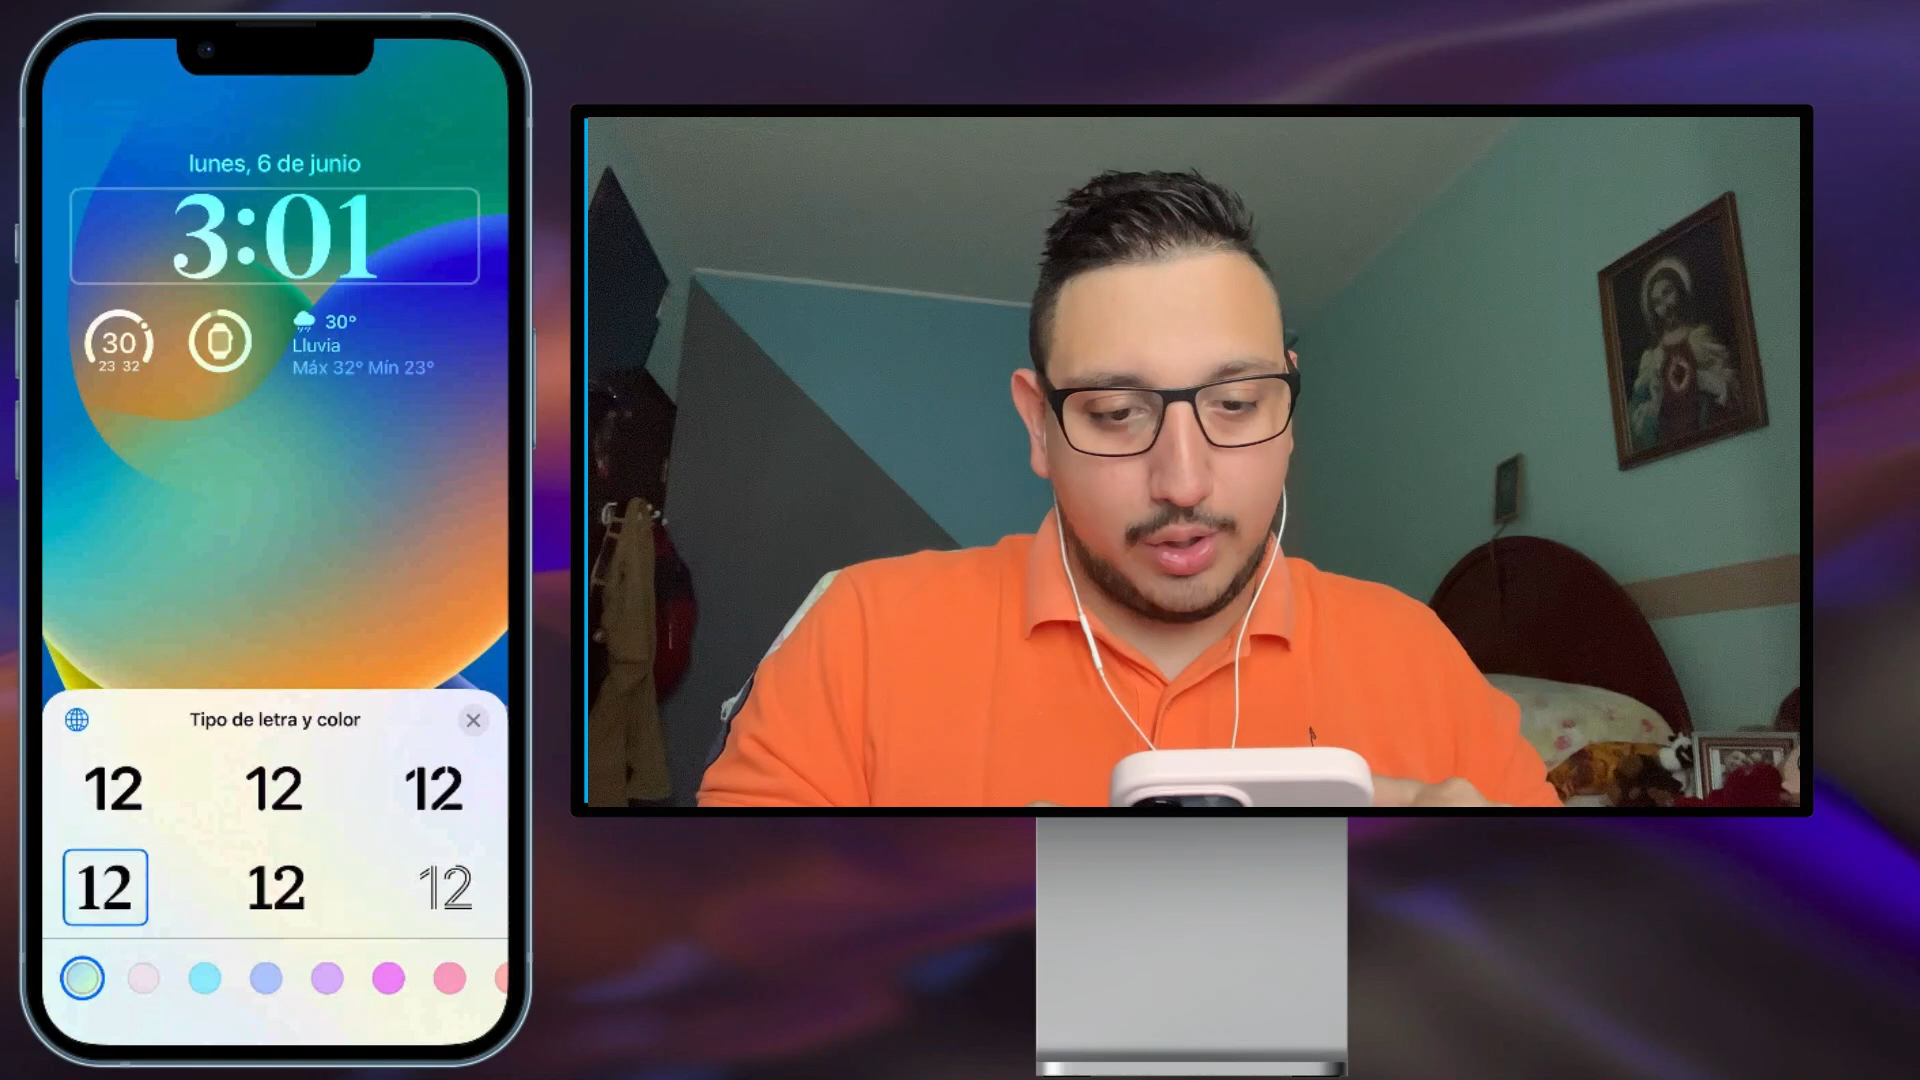 lunes, 6 de junio
3:01
30
23 32
30°
Lluvia
Máx 32° Mín 23°
Tipo de letra y color
12 12 12
12 12 12